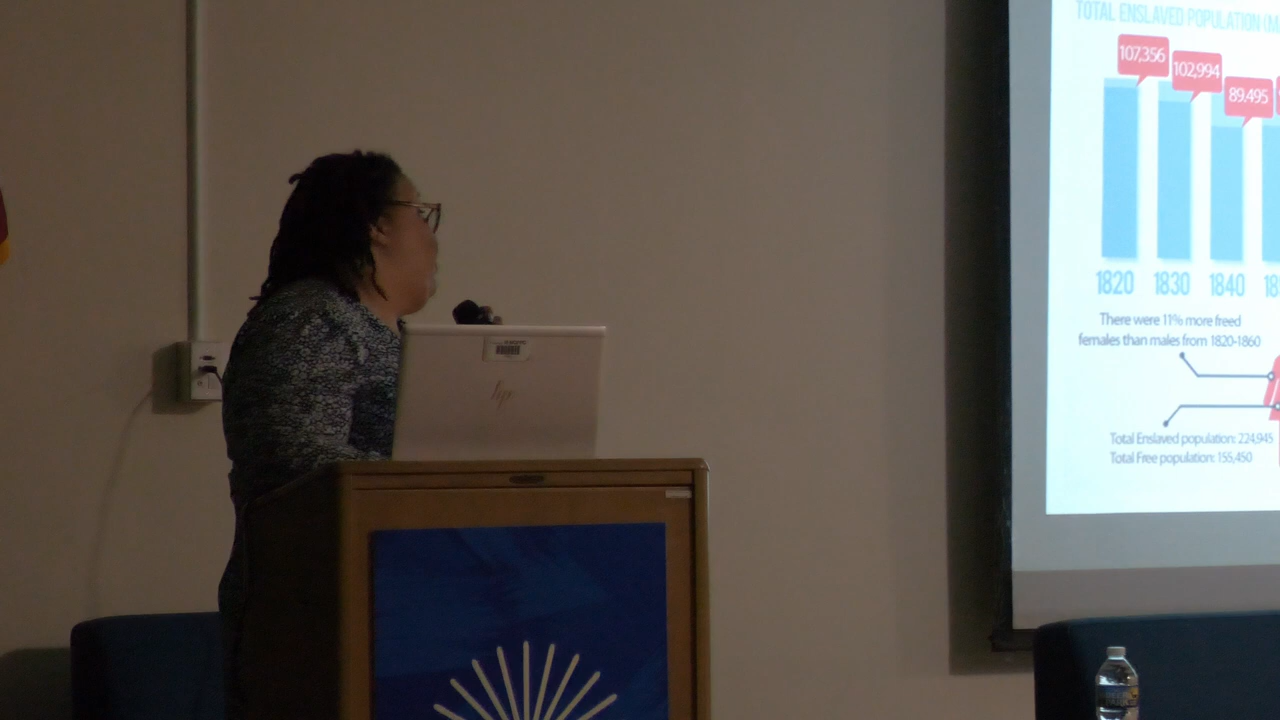 TOTAL ENSLAVED POPULATION
107,356
102,994
89.495
1820
1830
1840
There were 11% more freed
females than males from 1820-1860
Total Enslaved population: 224,945
Total Free population: 155,450
hp